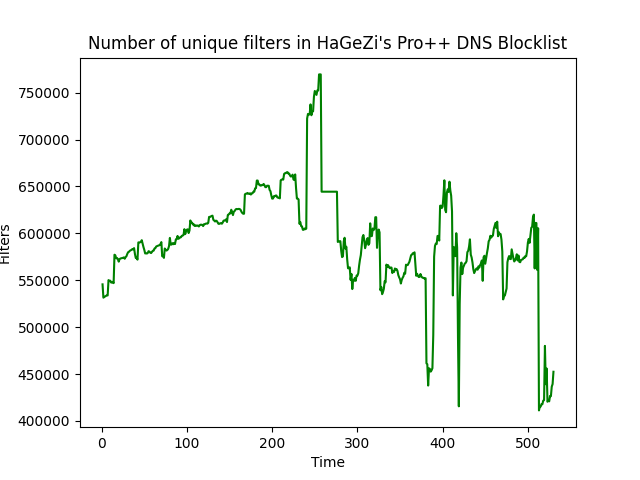 Number of unique filters in HaGeZi's Pro++ DNS Blocklist
750000
700000
650000
600000
550000
500000
450000
400000
Filters
0 100 200 300 400 500
Time